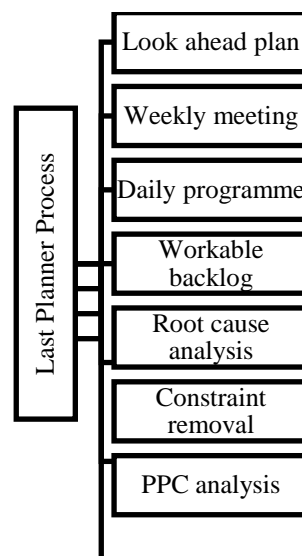 Last Planner Process
Look ahead plan
Weekly meeting
Daily programme
Workable
backlog
Root cause
analysis
Constraint
removal
PPC analysis